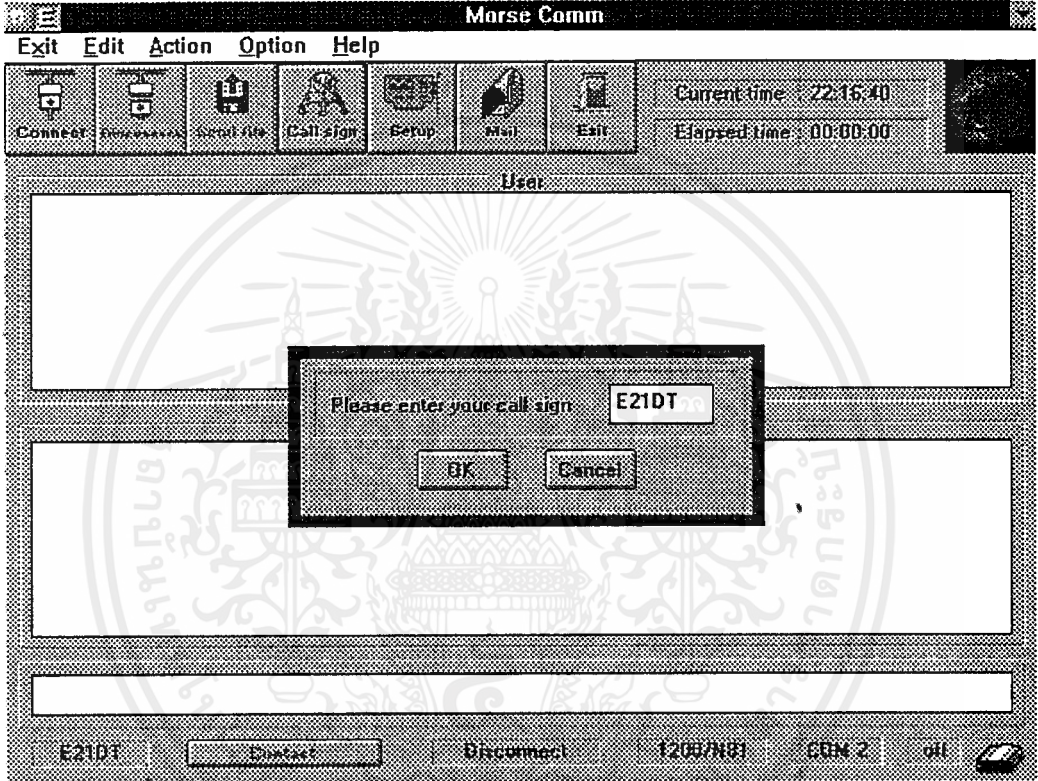 Morse Comm
Exit Edit Action Option Help
Connect Send file Call sign Setup Mail Exit
Current time : 22:16:40
Elapsed time : 00:00:00
User
Please enter your call sign E21DT
OK Cancel
E21DT Contact Disconnect 1200/N81 COM 2 off